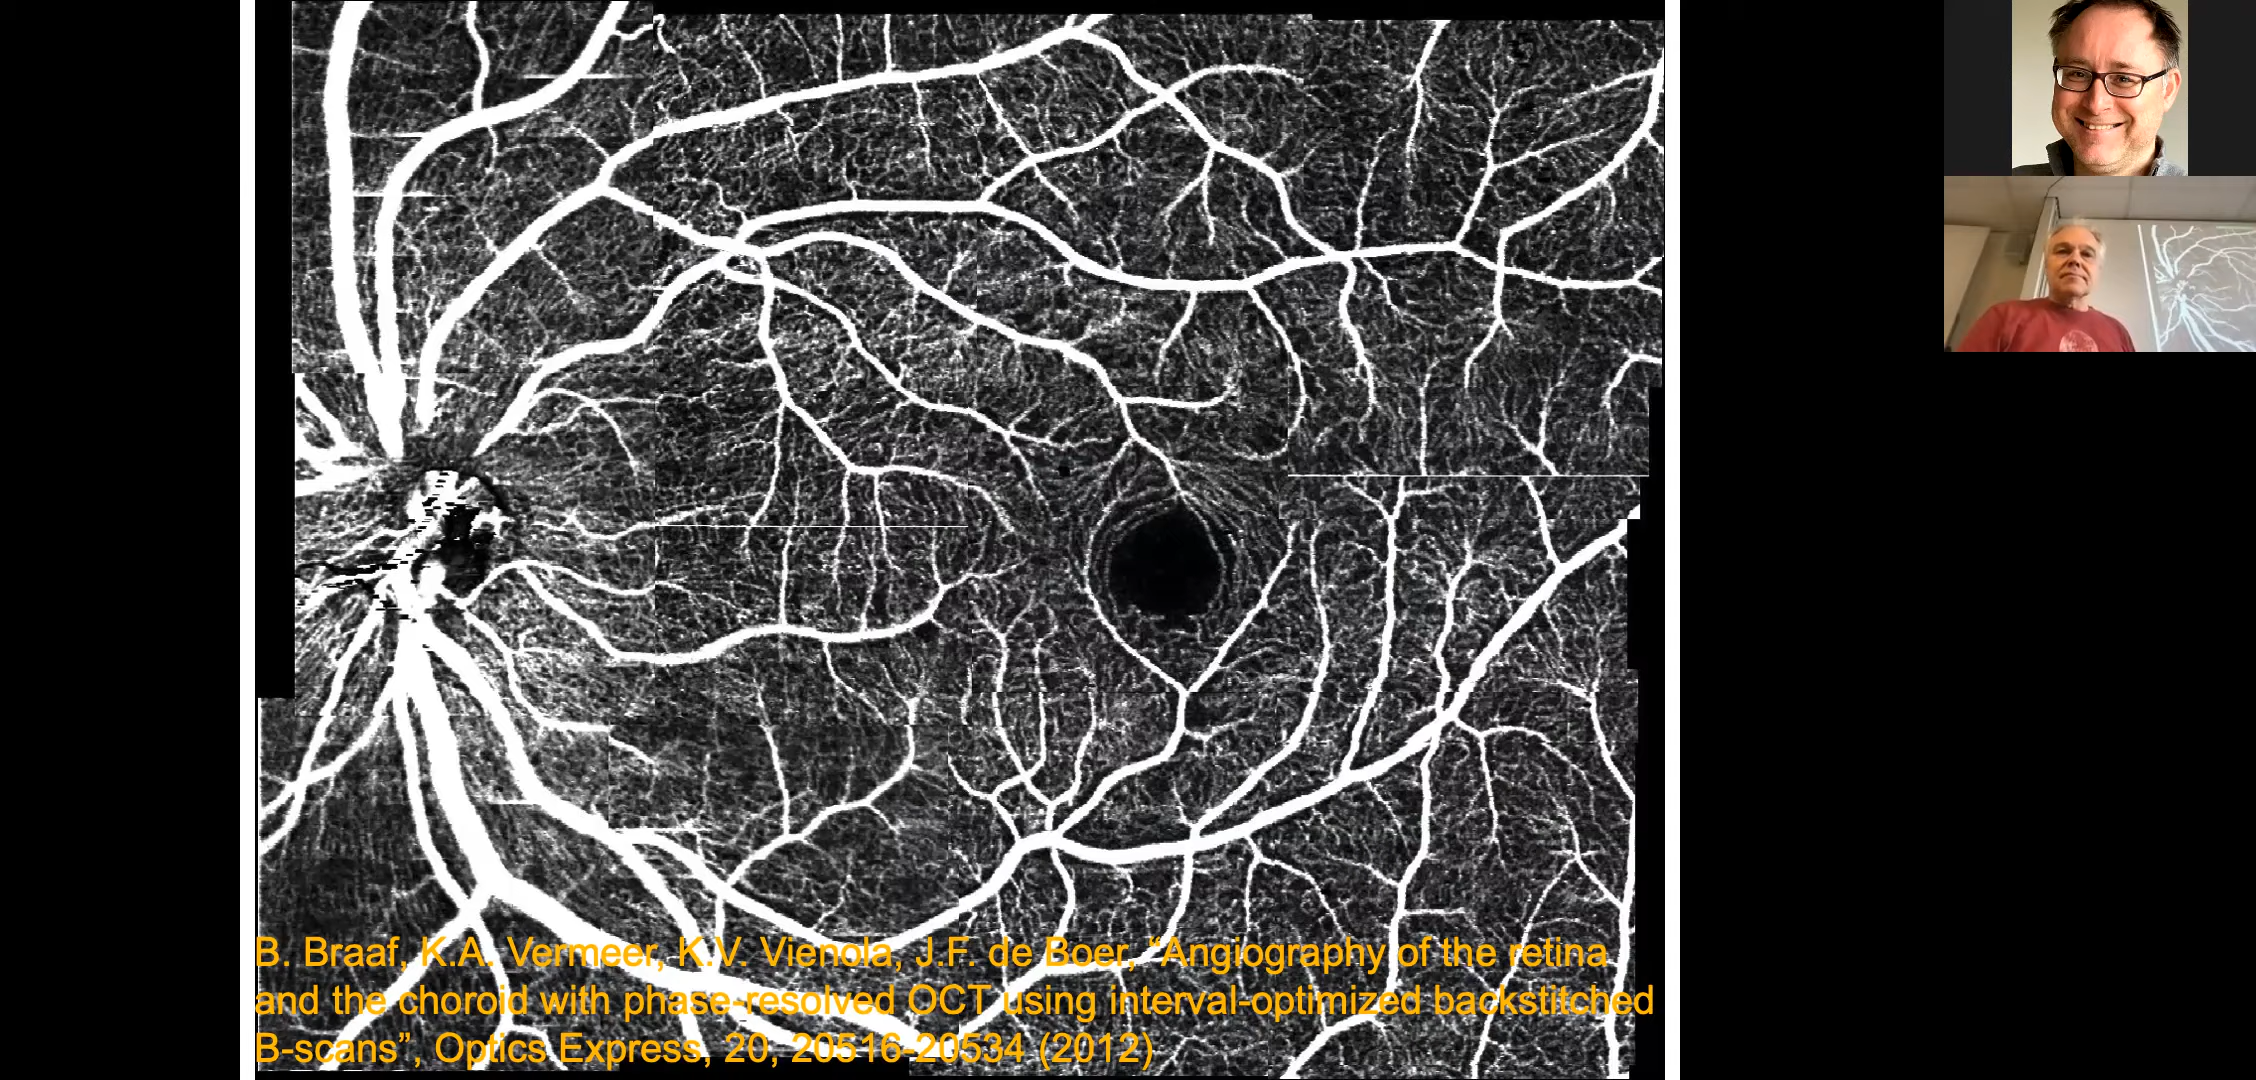 B. Braaf, K.A. Vermeer, K.V. Vienola, J.F. de Boer, “Angiography of the retina
and the choroid with phase-resolved OCT using interval-optimized backstitched
B-scans”, Optics Express, 20, 20516-20534 (2012)